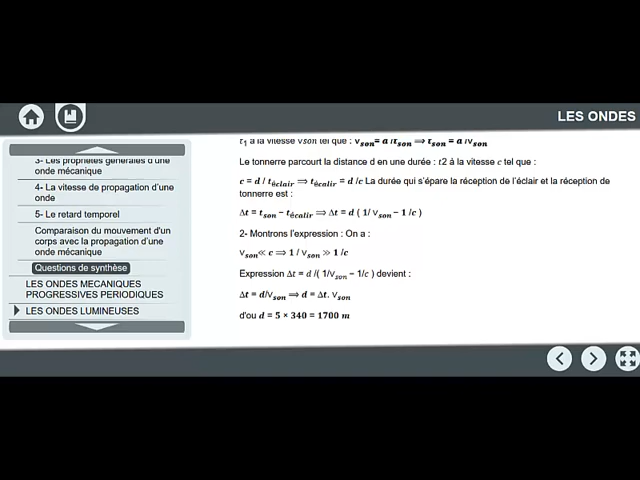 LES ONDES
3- Les propriétés générales d'une
onde mécanique
4- La vitesse de propagation d'une
onde
5- Le retard temporel
Comparaison du mouvement d'un
corps avec la propagation d'une
onde mécanique
Questions de synthèse
LES ONDES MECANIQUES
PROGRESSIVES PERIODIQUES
LES ONDES LUMINEUSES
τ1 à la vitesse vson tel que : vson= d /τson ⟹ τson = d /vson
Le tonnerre parcourt la distance d en une durée : τ2 à la vitesse c tel que :
c = d / téclair ⟹ téclair = d /c La durée qui s'épare la réception de l'éclair et la réception de
tonnerre est :
Δt = tson − técalir ⟹ Δt = d ( 1/ vson − 1 /c )
2- Montrons l'expression : On a :
vson≪ c ⟹ 1 / vson ≫ 1 /c
Expression Δt = d /( 1/vson − 1/c ) devient :
Δt = d/vson ⟹ d = Δt. vson
d'ou d = 5 × 340 = 1700 m